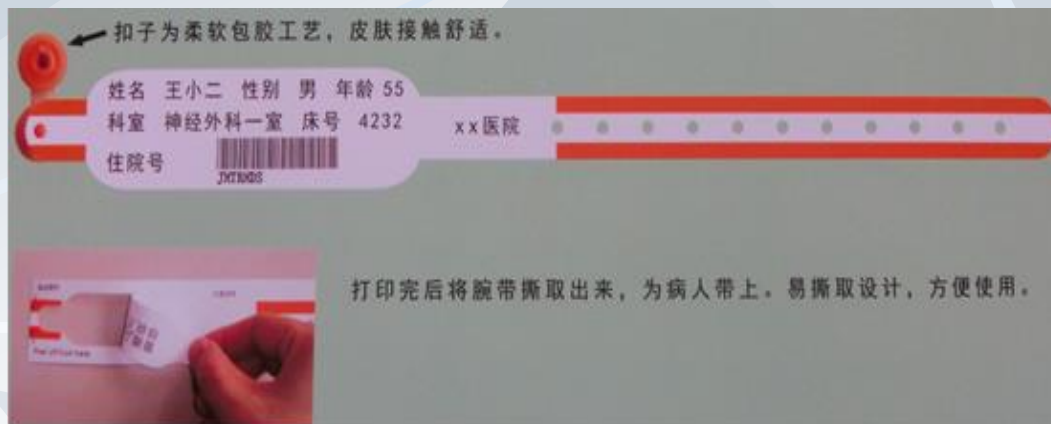 扣子为柔软包胶工艺，皮肤接触舒适。
姓名 王小二 性别 男 年龄 55
科室 神经外科一室 床号 4232
xx医院
住院号
打印完后将腕带撕取出来，为病人带上。易撕取设计，方便使用。